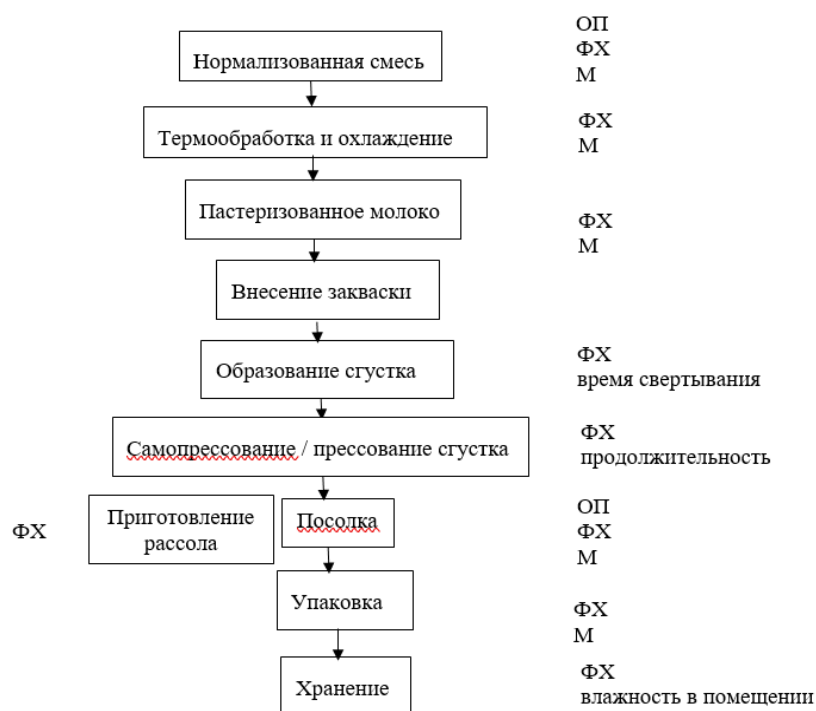 ОП
ФХ
М
Нормализованная смесь
Термообработка и охлаждение
ФХ
М
Пастеризованное молоко
ФХ
М
Внесение закваски
Образование сгустка
ФХ
время свертывания
Самопрессование / прессование сгустка
ФХ
продолжительность
ФХ
Приготовление
рассола
Посолка
ОП
ФХ
М
Упаковка
ФХ
М
Хранение
ФХ
влажность в помещении